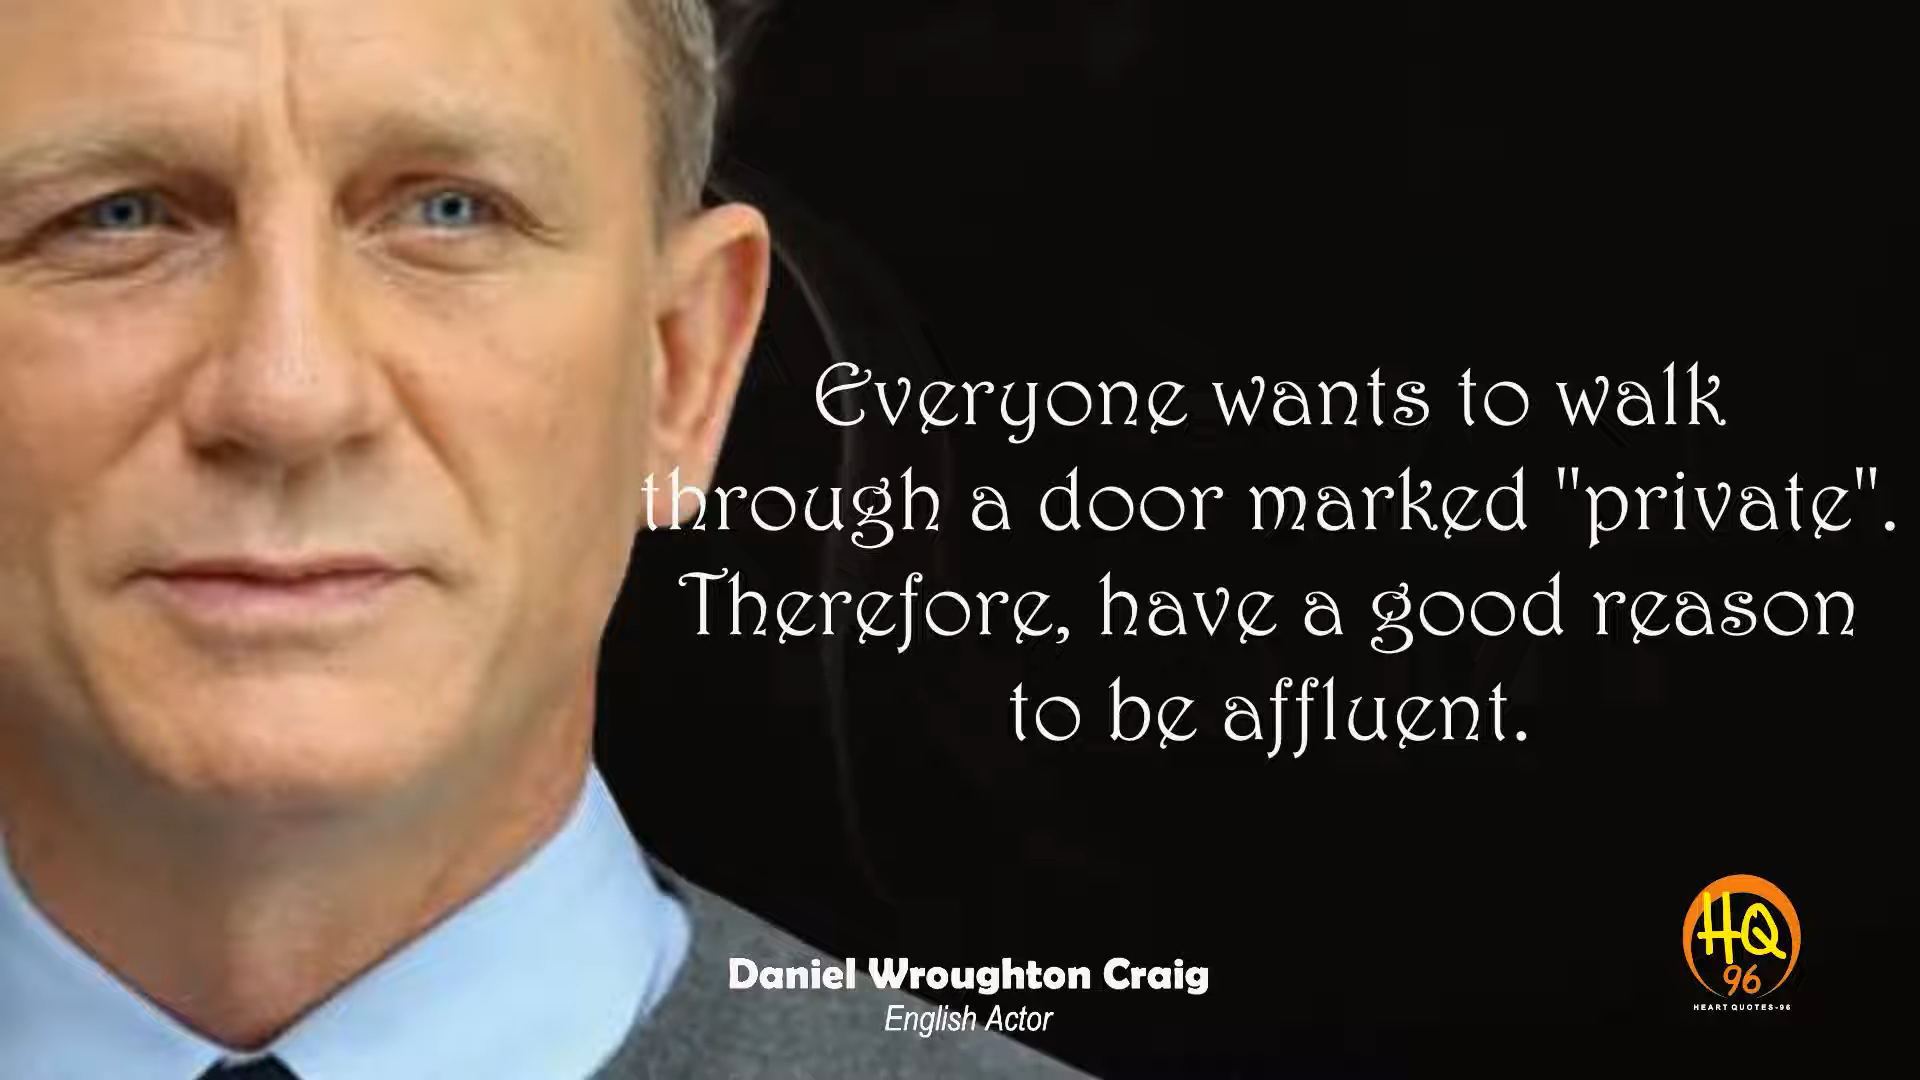 Everyone wants to walk
through a door marked "private".
Therefore, have a good reason
to be affluent.
Daniel Wroughton Craig
English Actor
HQ
96
HEART QUOTES-96